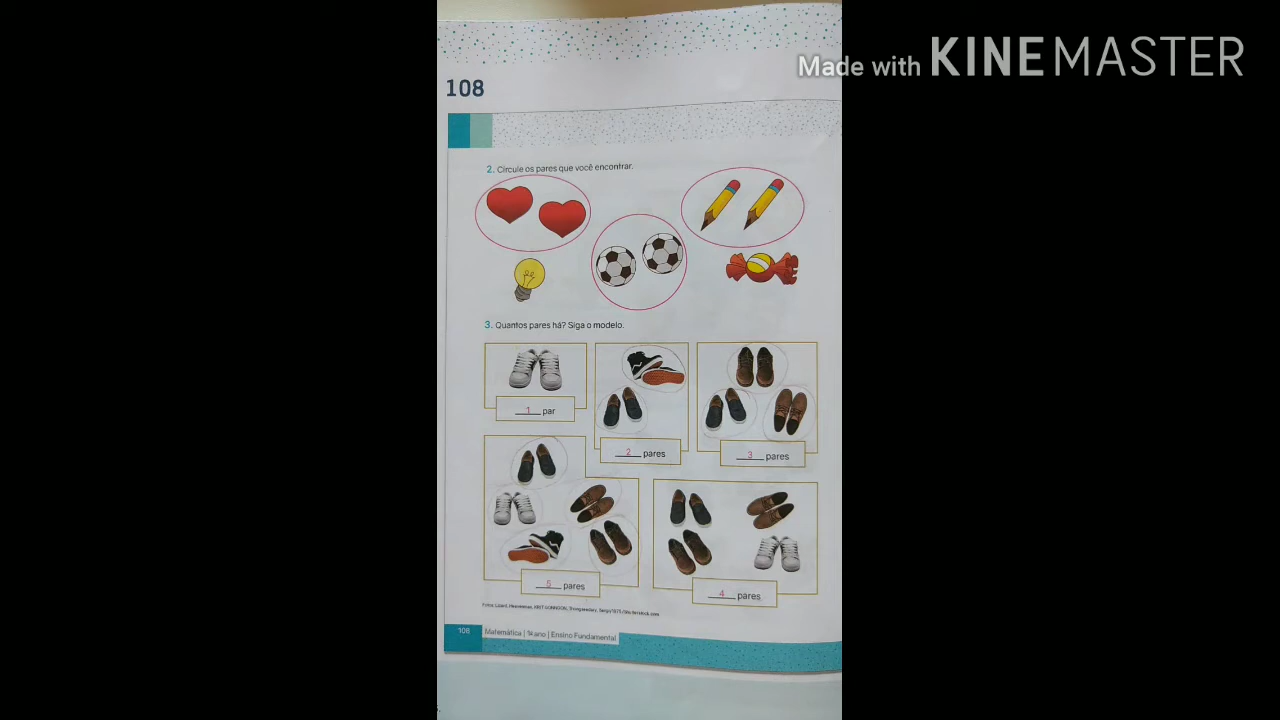 Made with KINEMASTER
108
2. Circule os pares que você encontrar.
3. Quantos pares há? Siga o modelo.
1 par
2 pares
3 pares
5 pares
4 pares
108
Matemática | 1º ano | Ensino Fundamental